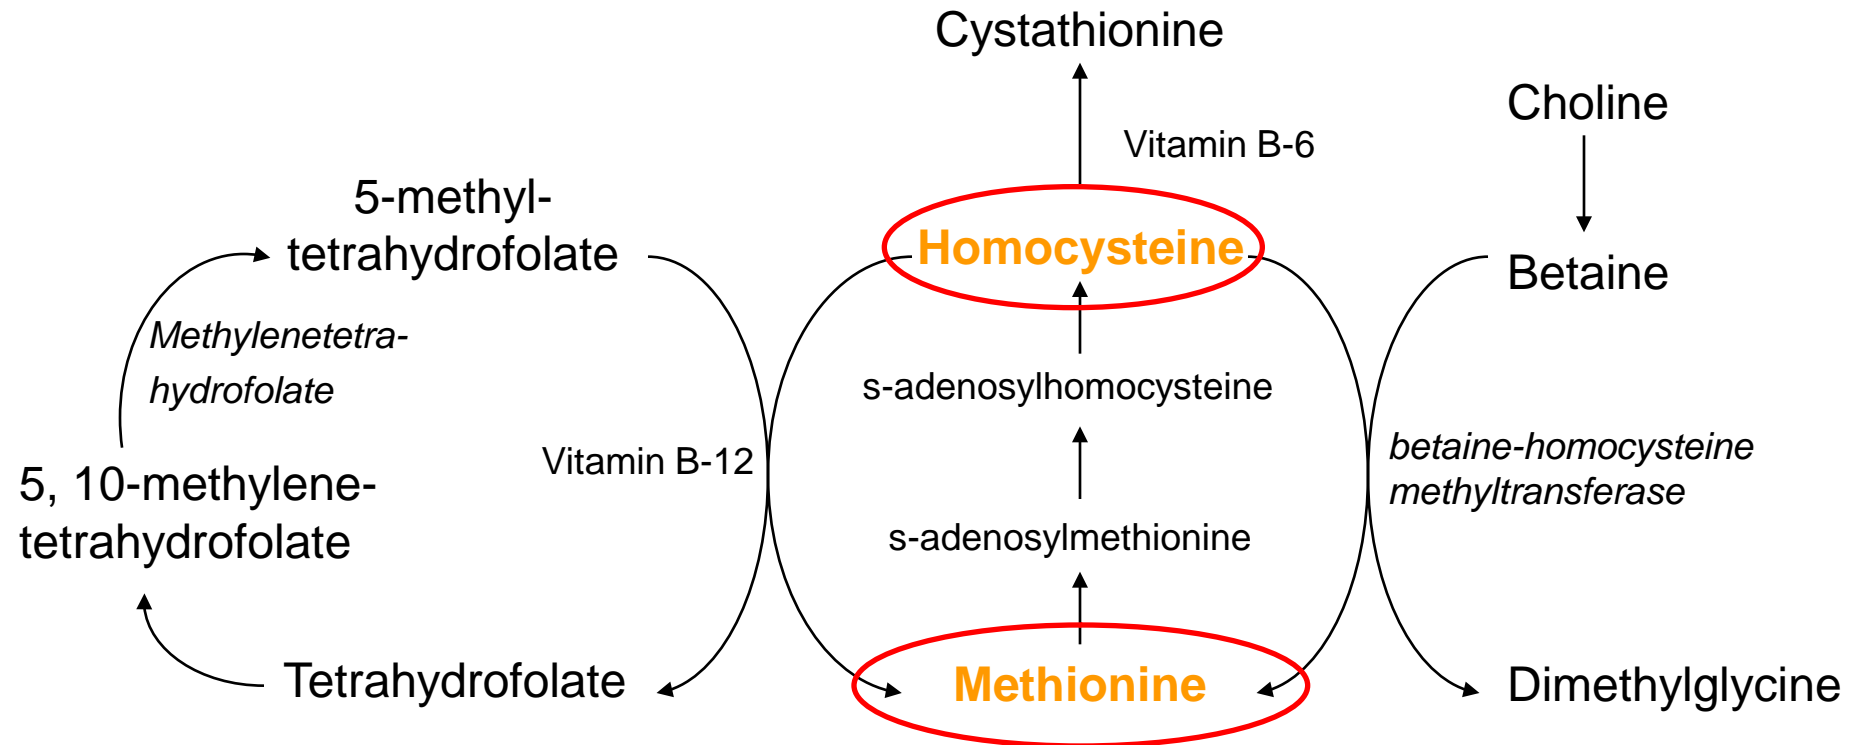 Cystathionine
Choline
Vitamin B-6
5-methyl-
tetrahydrofolate
Homocysteine
Betaine
Methylenetetra-
hydrofolate
s-adenosylhomocysteine
Vitamin B-12
betaine-homocysteine
methyltransferase
5, 10-methylene-
tetrahydrofolate
s-adenosylmethionine
Tetrahydrofolate
Methionine
Dimethylglycine